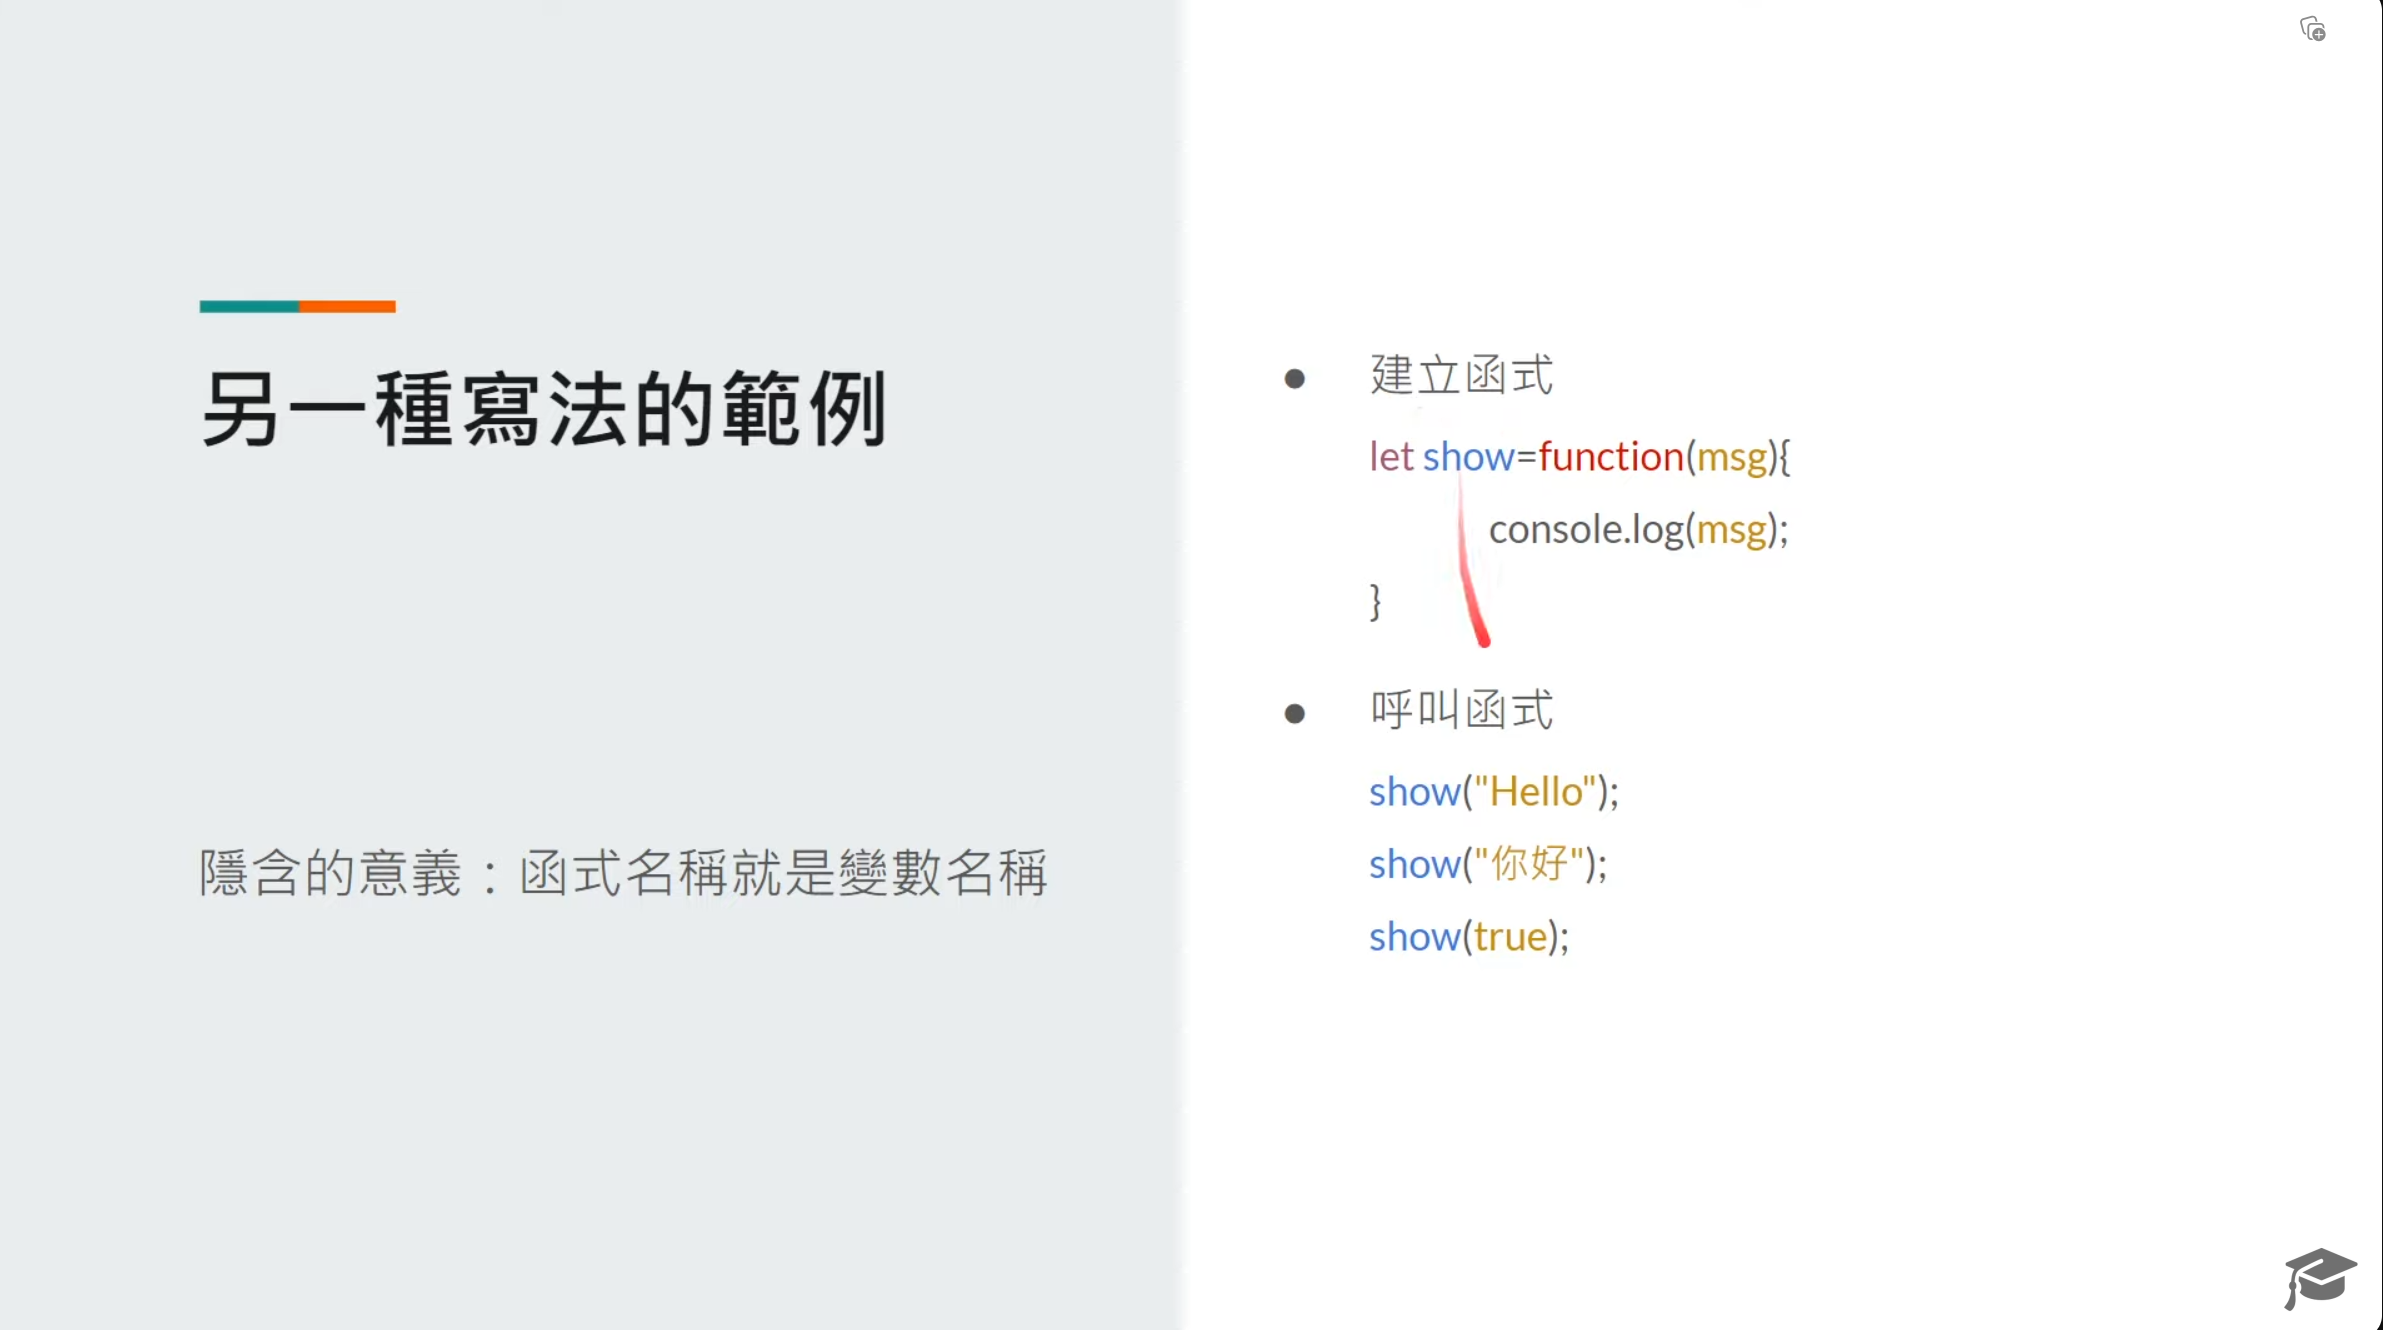 另一種寫法的範例
隱含的意義：函式名稱就是變數名稱
● 建立函式
let show=function(msg){
console.log(msg);
}
● 呼叫函式
show("Hello");
show("你好");
show(true);